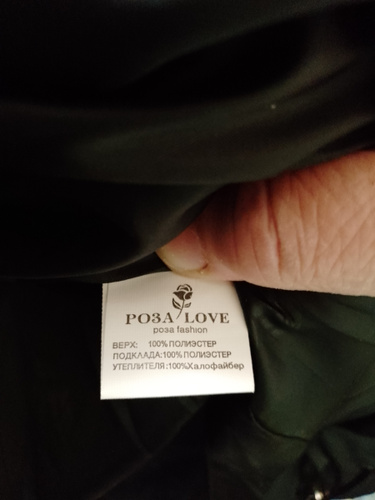 РОЗА LOVE
роза fashion
ВЕРХ: 100% ПОЛИЭСТЕР
ПОДКЛАДА:100% ПОЛИЭСТЕР
УТЕПЛИТЕЛЯ:100%Халофайбер